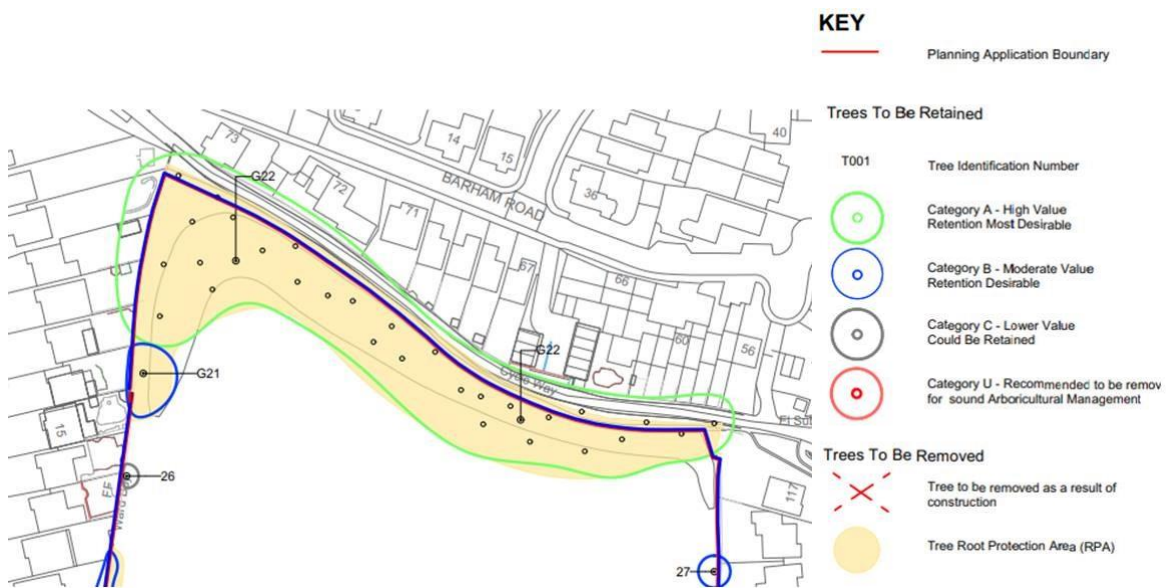 KEY
Planning Application Boundary
Trees To Be Retained
T001
Tree Identification Number
Category A - High Value
Retention Most Desirable
Category B - Moderate Value
Retention Desirable
Category C - Lower Value
Could Be Retained
Category U - Recommended to be remov
for sound Arboricultural Management
Trees To Be Removed
Tree to be removed as a result of
construction
Tree Root Protection Area (RPA)
73
14
15
40
G22
72
BARHAM ROAD
36
71
67
66
G22
60
56
Cycle Way
G21
15
26
EF
117
27